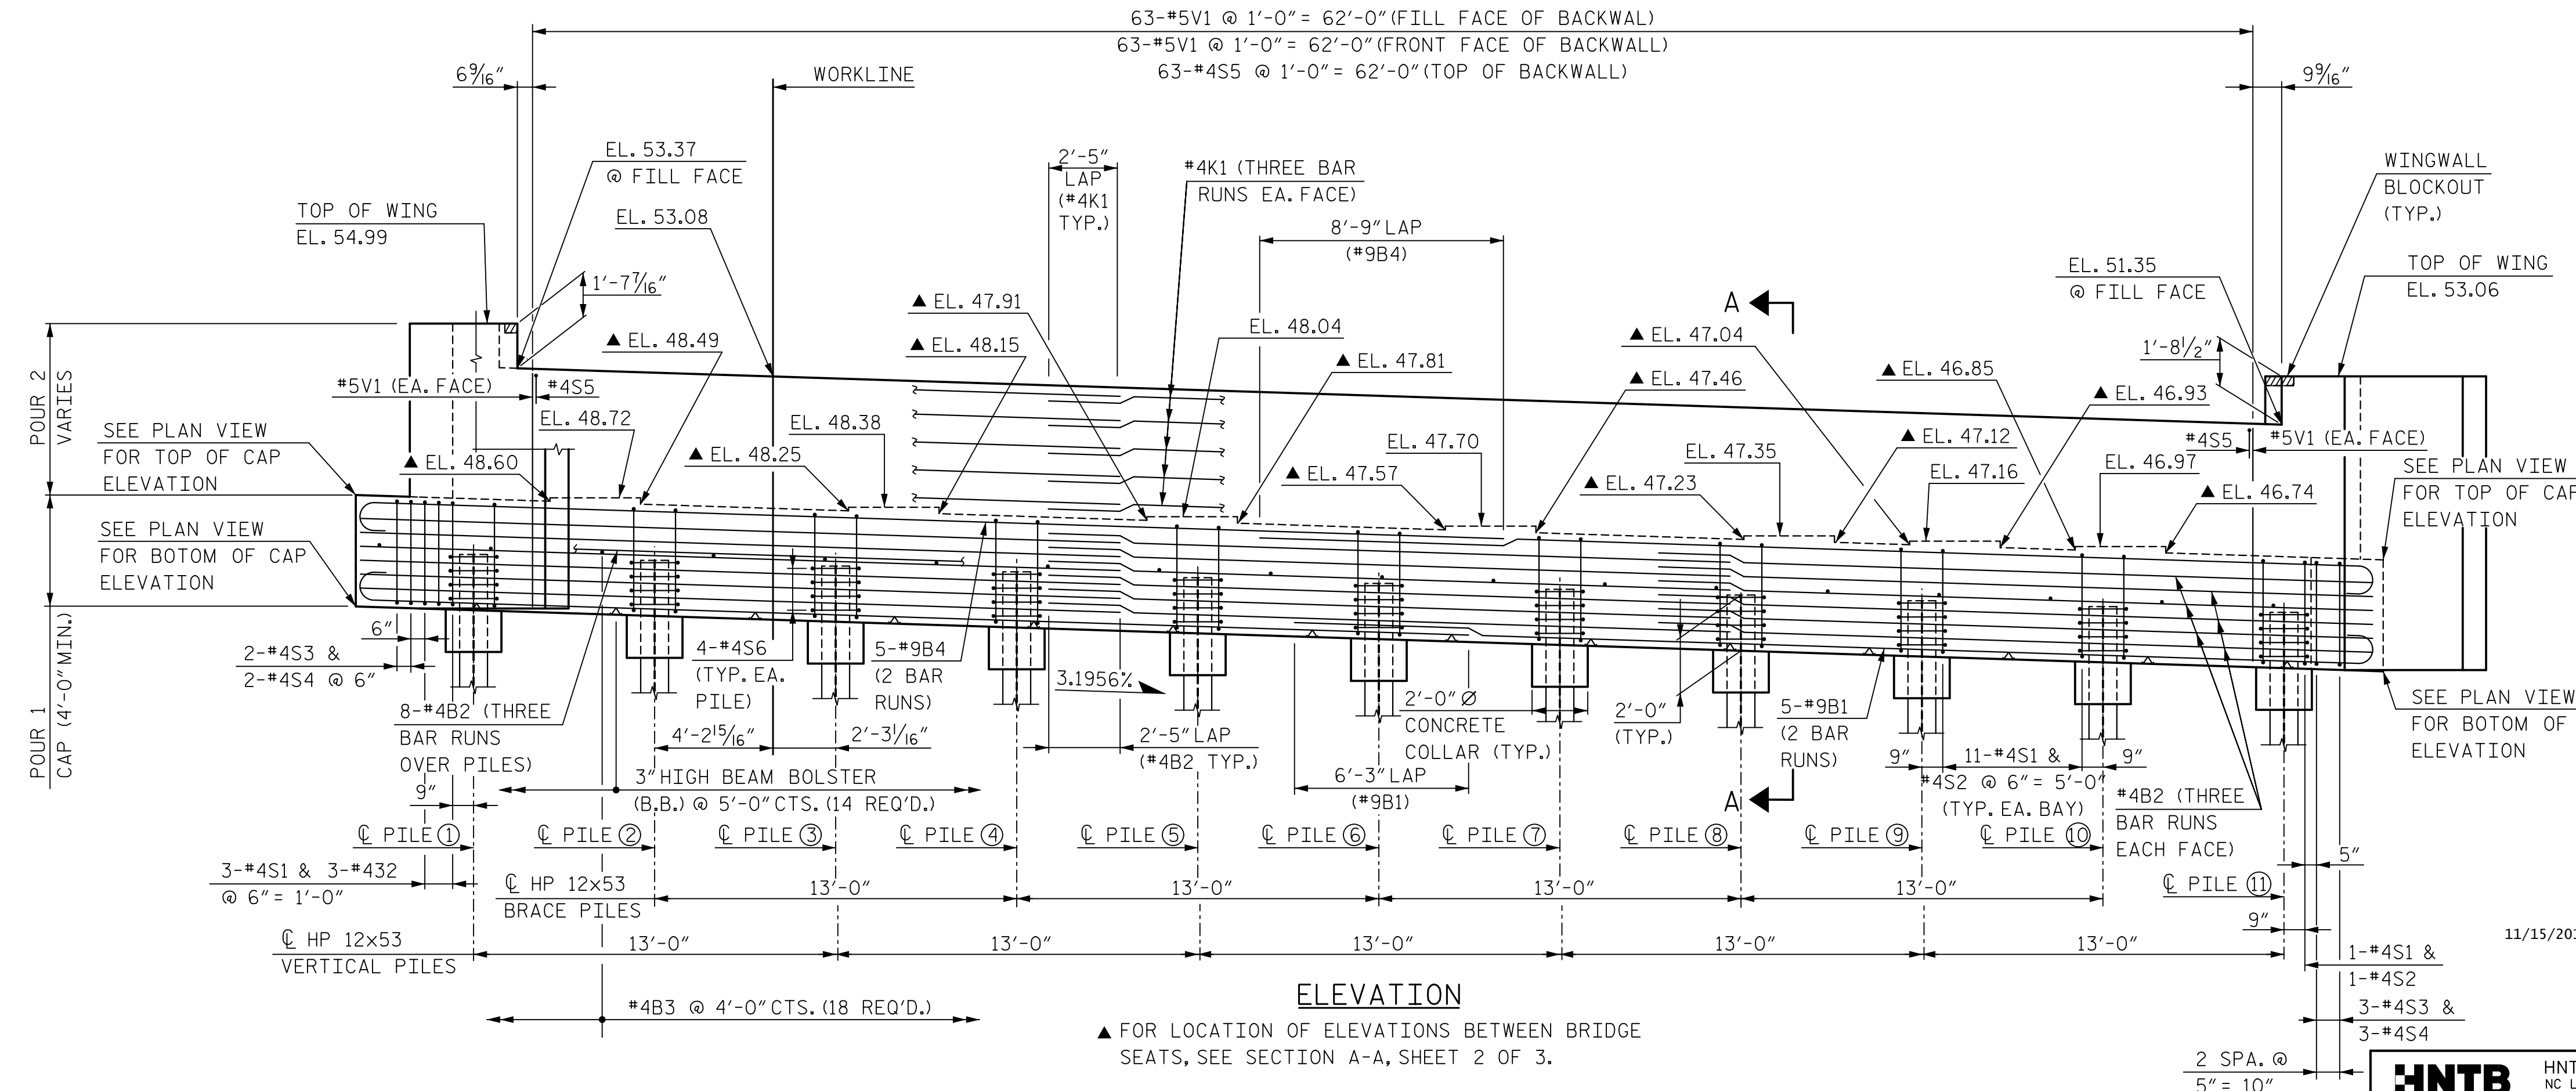 63-#5V1 @ 1'-0" = 62'-0" (FILL FACE OF BACKWAL)
63-#5V1 @ 1'-0" = 62'-0" (FRONT FACE OF BACKWALL)
63-#4S5 @ 1'-0" = 62'-0" (TOP OF BACKWALL)
6 9/16"
WORKLINE
9 9/16"
EL. 53.37
@ FILL FACE
2'-5"
LAP
(#4K1
TYP.)
#4K1 (THREE BAR
RUNS EA. FACE)
WINGWALL
BLOCKOUT
(TYP.)
TOP OF WING
EL. 54.99
EL. 53.08
8'-9" LAP
(#9B4)
EL. 51.35
@ FILL FACE
TOP OF WING
EL. 53.06
1'-7 7/16"
▲ EL. 47.91
A
EL. 48.04
▲ EL. 48.49
▲ EL. 48.15
▲ EL. 47.81
▲ EL. 47.04
1'-8 1/2"
POUR 2
VARIES
#5V1 (EA. FACE)
#4S5
▲ EL. 47.46
▲ EL. 46.85
▲ EL. 46.93
SEE PLAN VIEW
FOR TOP OF CAP
ELEVATION
EL. 48.72
EL. 48.38
EL. 47.70
▲ EL. 47.12
#4S5
#5V1 (EA. FACE)
▲ EL. 48.60
▲ EL. 48.25
▲ EL. 47.57
EL. 47.35
▲ EL. 47.23
EL. 47.16
EL. 46.97
▲ EL. 46.74
SEE PLAN VIEW
FOR TOP OF CAP
ELEVATION
SEE PLAN VIEW
FOR BOTOM OF CAP
ELEVATION
POUR 1
CAP (4'-0" MIN.)
6"
2-#4S3 &
2-#4S4 @ 6"
4-#4S6
(TYP. EA.
PILE)
5-#9B4
(2 BAR
RUNS)
3.1956%
2'-0" Ø
CONCRETE
COLLAR (TYP.)
2'-0"
(TYP.)
5-#9B1
(2 BAR
RUNS)
SEE PLAN VIEW
FOR BOTOM OF
ELEVATION
8-#4B2 (THREE
BAR RUNS
OVER PILES)
4'-2 15/16"
2'-3 1/16"
2'-5" LAP
(#4B2 TYP.)
9"
11-#4S1 &
#4S2 @ 6" = 5'-0"
(TYP. EA. BAY)
9"
9"
3" HIGH BEAM BOLSTER
(B.B.) @ 5'-0" CTS. (14 REQ'D.)
6'-3" LAP
(#9B1)
A
#4B2 (THREE
BAR RUNS
EACH FACE)
℄ PILE 1
℄ PILE 2
℄ PILE 3
℄ PILE 4
℄ PILE 5
℄ PILE 6
℄ PILE 7
℄ PILE 8
℄ PILE 9
℄ PILE 10
5"
3-#4S1 & 3-#432
@ 6" = 1'-0"
℄ HP 12x53
BRACE PILES
13'-0"
13'-0"
13'-0"
13'-0"
℄ PILE 11
9"
℄ HP 12x53
VERTICAL PILES
13'-0"
13'-0"
13'-0"
13'-0"
13'-0"
11/15/201
1-#4S1 &
1-#4S2
#4B3 @ 4'-0" CTS. (18 REQ'D.)
ELEVATION
3-#4S3 &
3-#4S4
▲ FOR LOCATION OF ELEVATIONS BETWEEN BRIDGE
SEATS, SEE SECTION A-A, SHEET 2 OF 3.
2 SPA. @
5" = 10"
HNTB
HNT
NC L